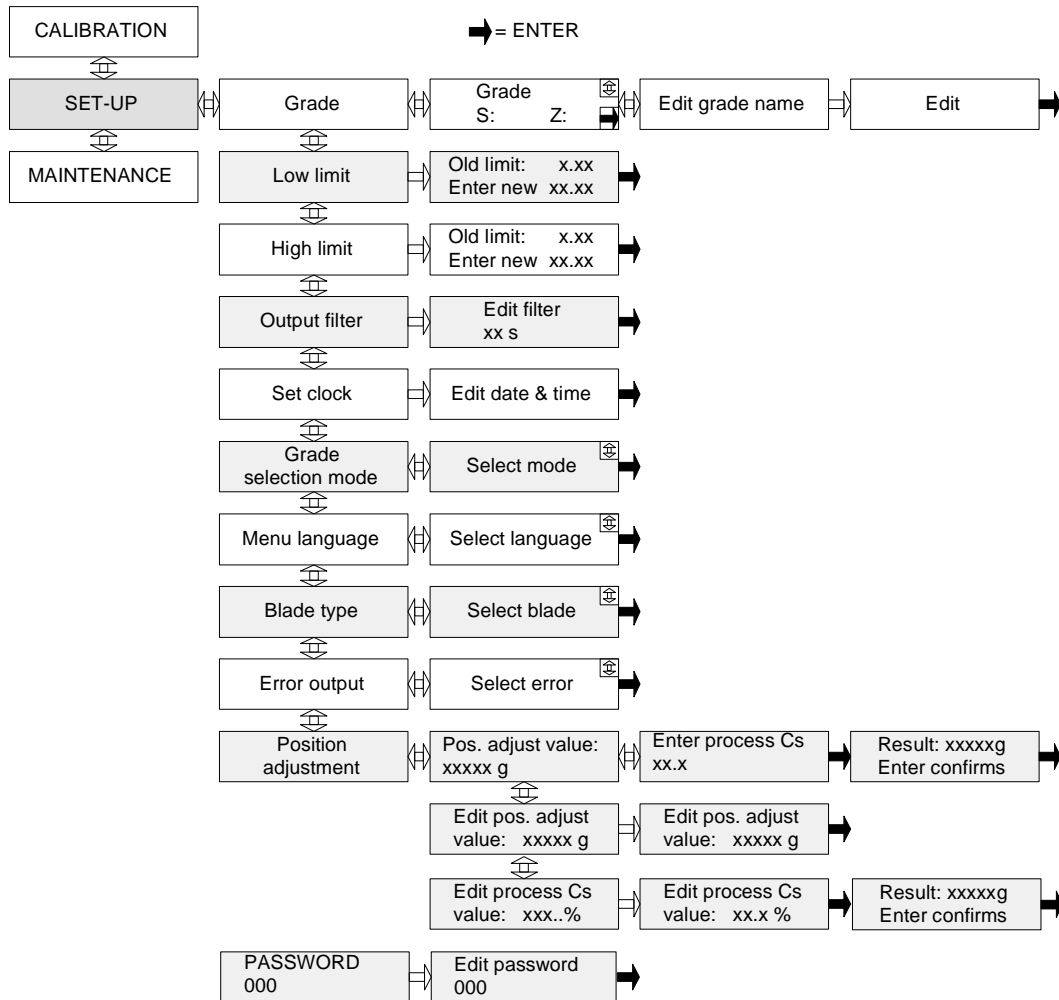 CALIBRATION
= ENTER
SET-UP
Grade
Grade
S: Z:
Edit grade name
Edit
MAINTENANCE
Low limit
Old limit: x.xx
Enter new xx.xx
High limit
Old limit: x.xx
Enter new xx.xx
Output filter
Edit filter
xx s
Set clock
Edit date & time
Grade
selection mode
Select mode
Menu language
Select language
Blade type
Select blade
Error output
Select error
Position
adjustment
Pos. adjust value:
xxxxx g
Enter process Cs
xx.x
Result: xxxxxg
Enter confirms
Edit pos. adjust
value: xxxxx g
Edit pos. adjust
value: xxxxx g
Edit process Cs
value: xxx..%
Edit process Cs
value: xx.x %
Result: xxxxxg
Enter confirms
PASSWORD
000
Edit password
000